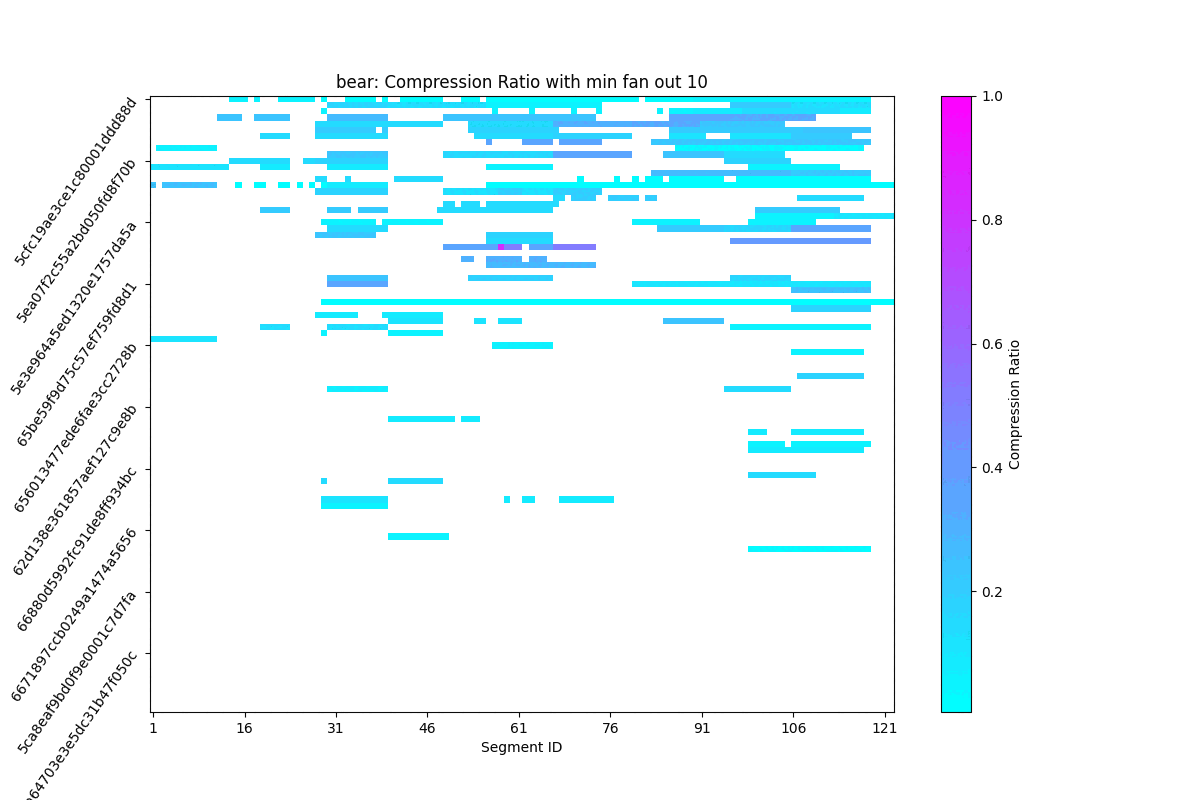 bear: Compression Ratio with min fan out 10
5cfc19ae3ce1c80001ddd88d
5ea07f2c55a2bd050fd8f70b
5e3e964a5ed1320e1757da5a
65be59f9d75c57ef759fd8d1
656013477ede6fae3cc2728b
62d138e361857aef127c9e8b
66880d5992fc91de8ff934bc
6671897ccb0249a1474a5656
5ca8eaf9bd0f9e0001c7d7fa
1 16 31 46 61 76 91 106 121
Segment ID
1.0
0.8
0.6
0.4
0.2
Compression Ratio